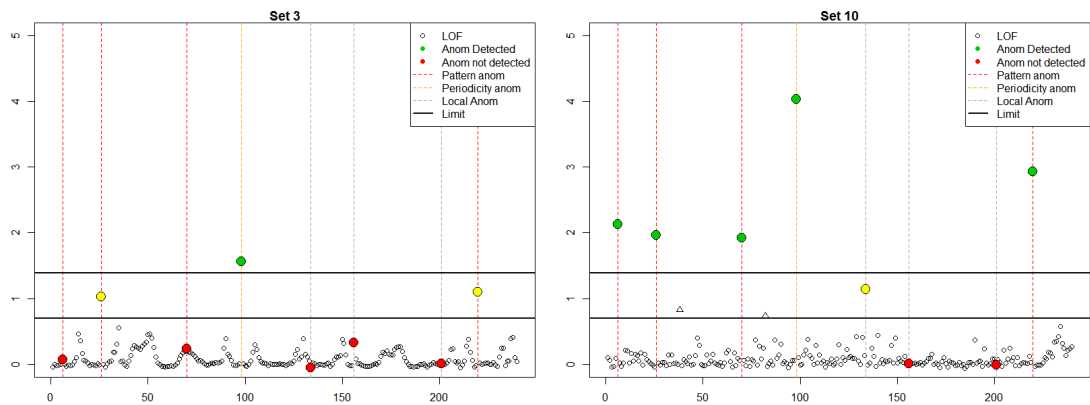 Set 3
5
4
3
2
1
0
LOF
Anom Detected
Anom not detected
Pattern anom
Periodicity anom
Local Anom
Limit
0 50 100 150 200
Set 10
5
4
3
2
1
0
LOF
Anom Detected
Anom not detected
Pattern anom
Periodicity anom
Local Anom
Limit
0 50 100 150 200